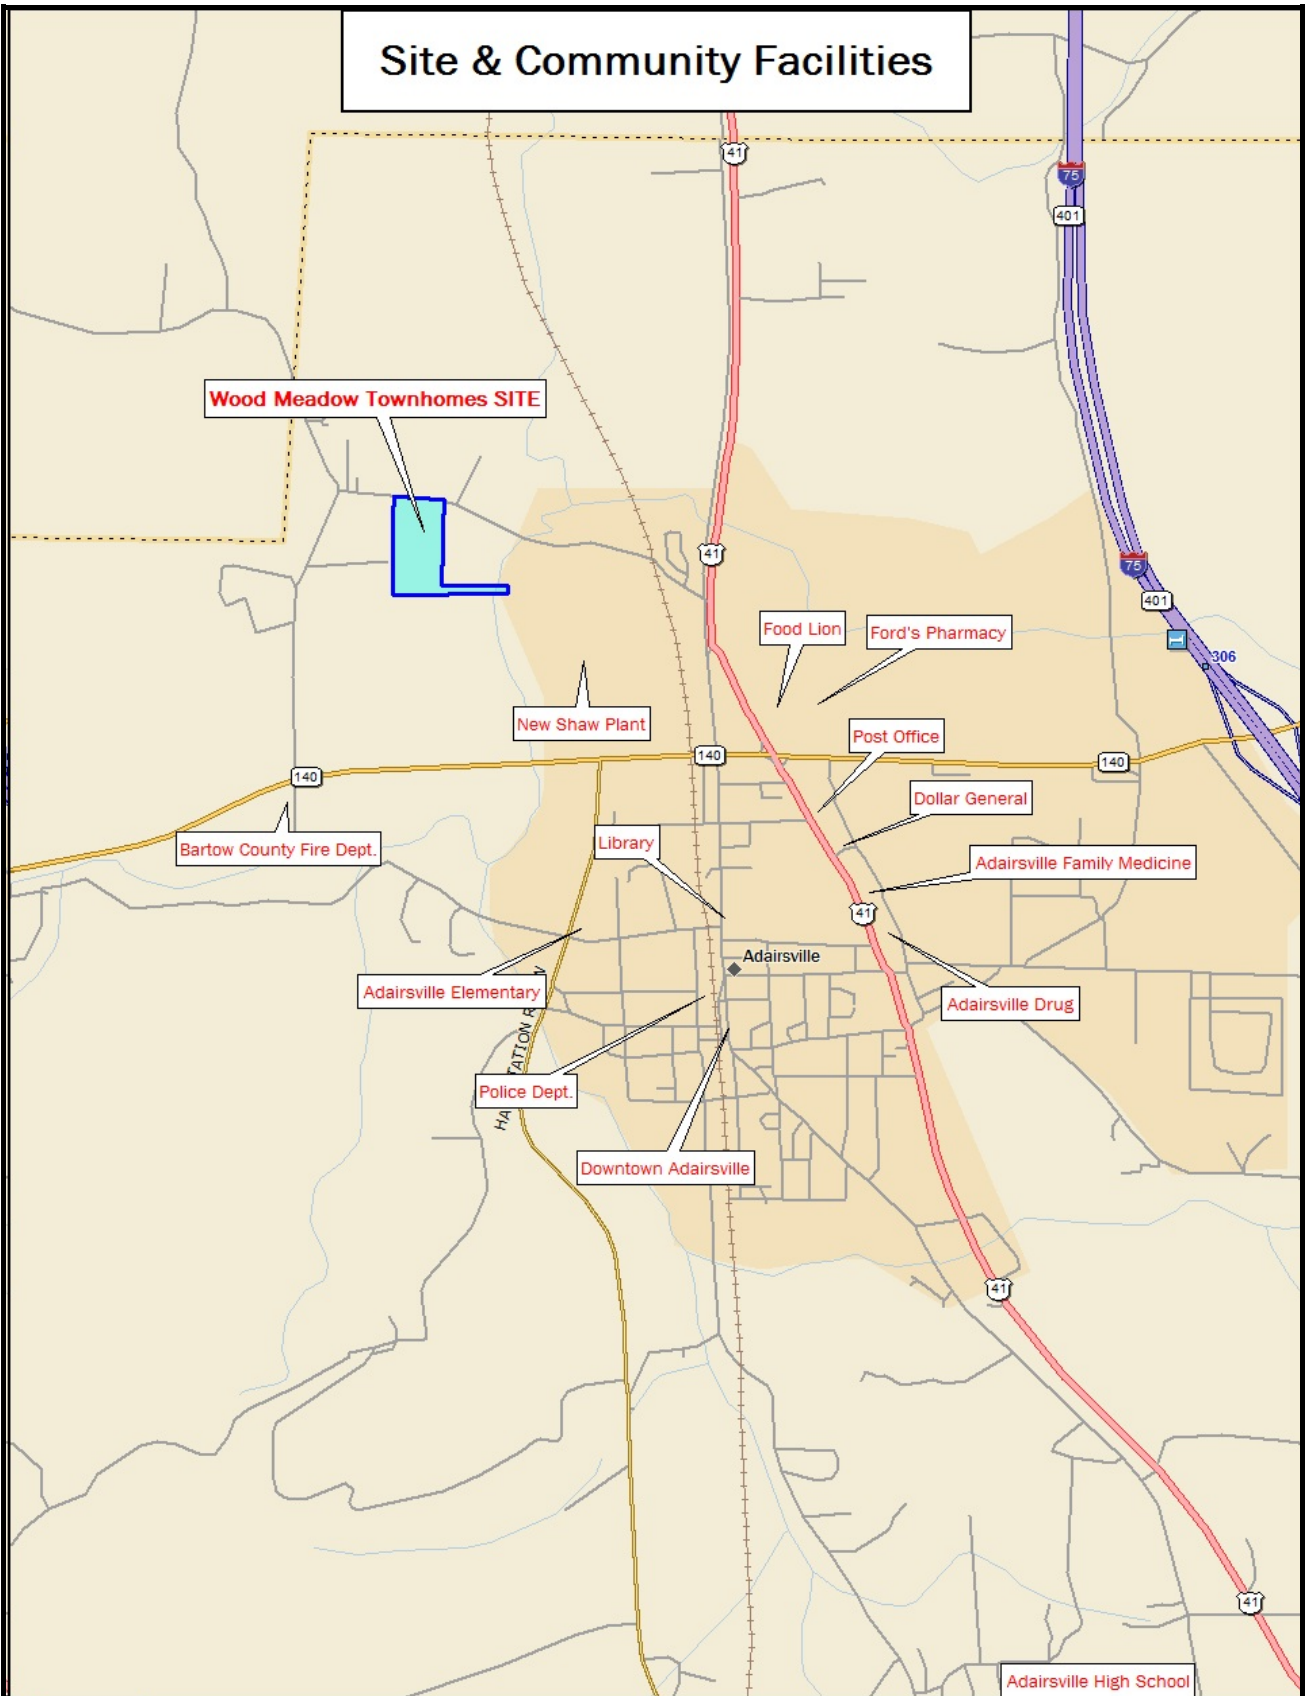 Site & Community Facilities
41
75
401
Wood Meadow Townhomes SITE
41
75
401
306
Food Lion
Ford's Pharmacy
New Shaw Plant
Post Office
140
140
140
Dollar General
Bartow County Fire Dept.
Library
Adairsville Family Medicine
41
Adairsville
Adairsville Elementary
Adairsville Drug
Police Dept.
Downtown Adairsville
41
41
Adairsville High School